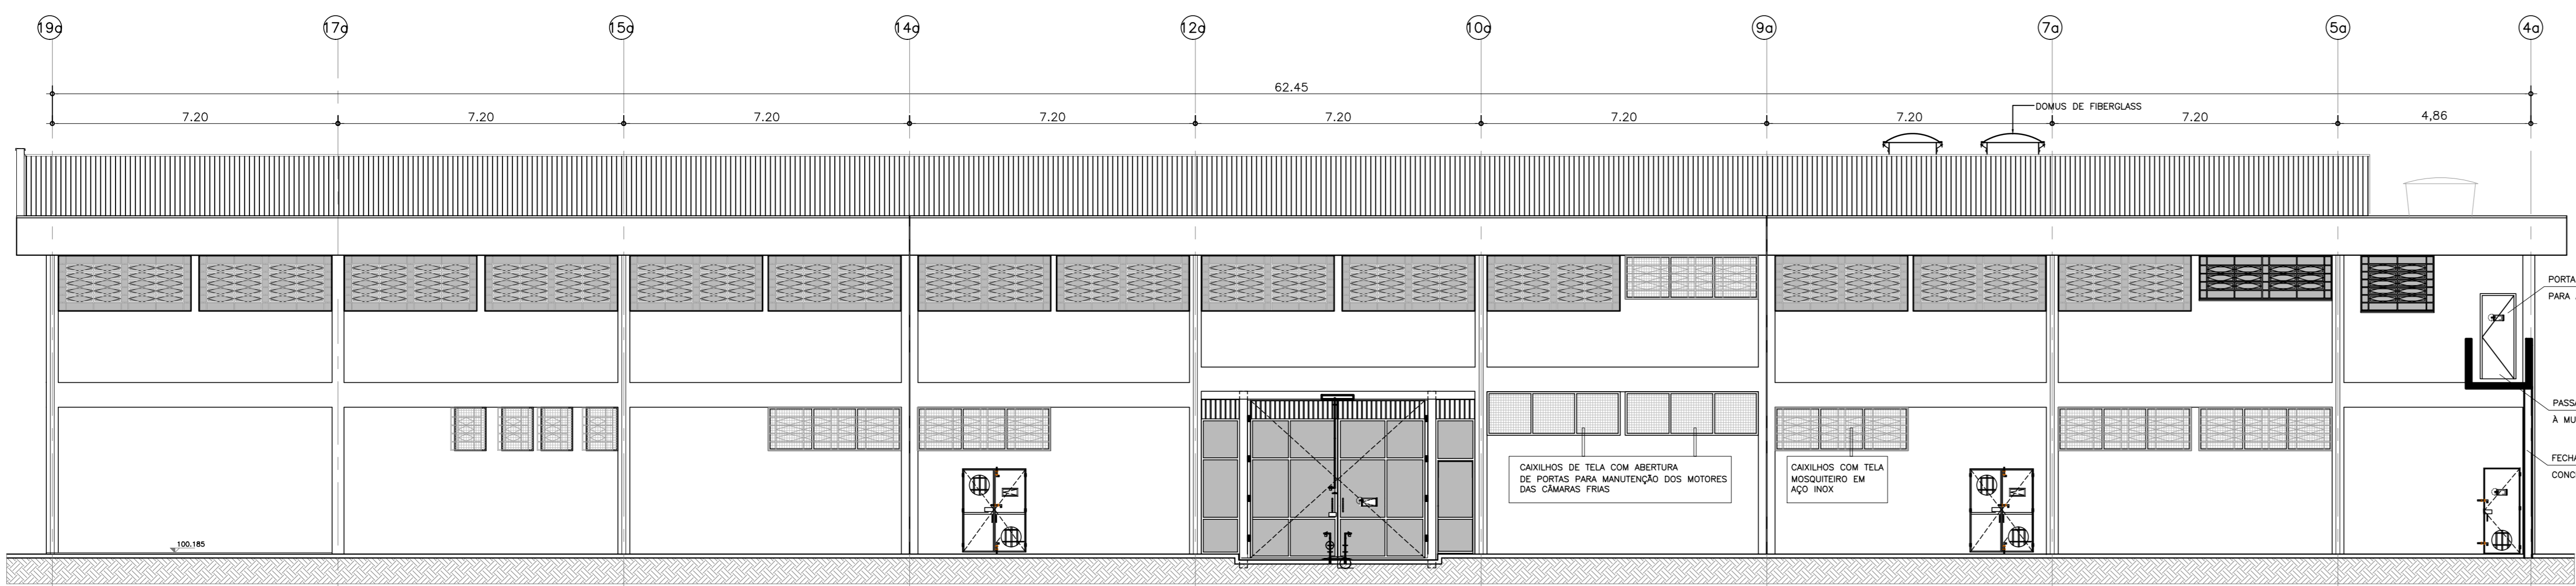 19a 17a 15a 14a 12a 10a 9a 7a 5a 4a
62.45
7.20 7.20 7.20 7.20 7.20 7.20 7.20 7.20 4,86
DOMUS DE FIBERGLASS
PORTA
PARA
PASSA
À MU
FECHA
CONC
CAIXILHOS DE TELA COM ABERTURA
DE PORTAS PARA MANUTENÇÃO DOS MOTORES
DAS CÂMARAS FRIAS
CAIXILHOS COM TELA
MOSQUITEIRO EM
AÇO INOX
100.185